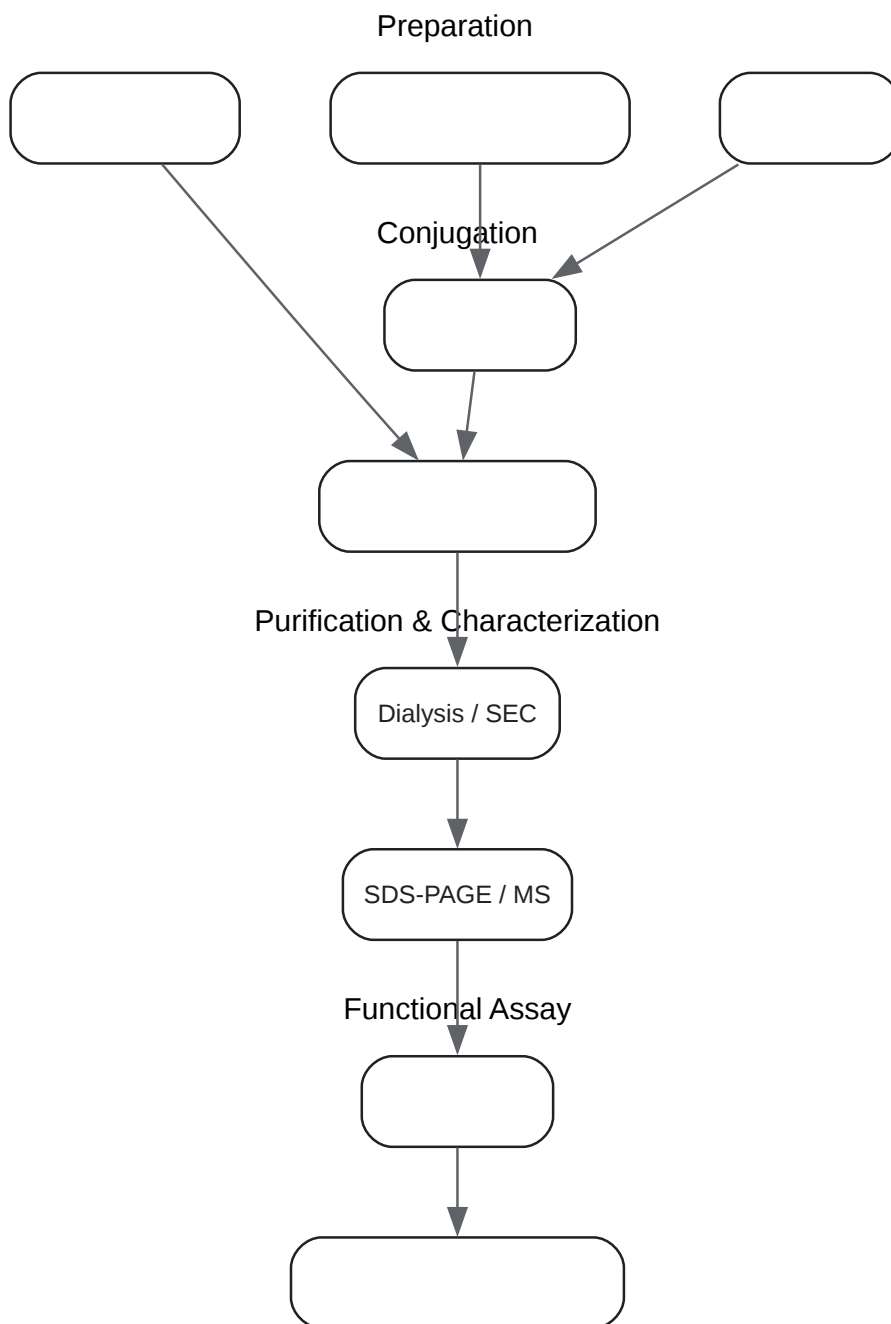 Preparation
Conjugation
Purification & Characterization
Dialysis / SEC
SDS-PAGE / MS
Functional Assay